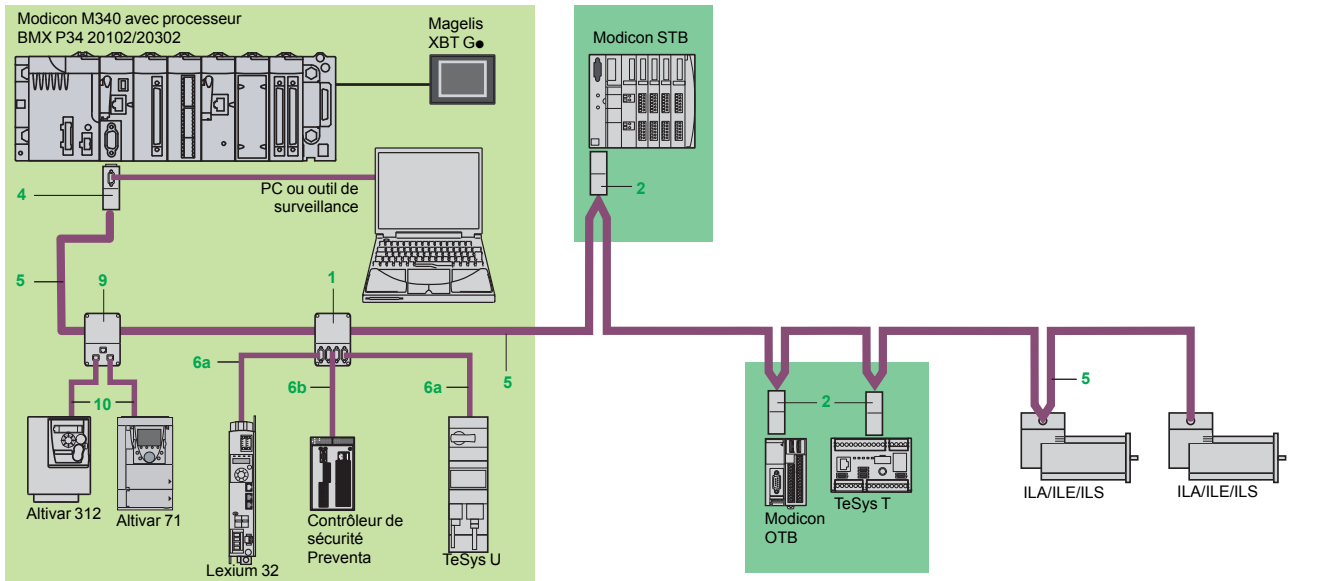 Modicon M340 avec processeur
BMX P34 20102/20302
Magelis
XBT G●
Modicon STB
4
PC ou outil de
surveillance
2
5
9
1
6a
6b
6a
5
5
10
2
Altivar 312
Altivar 71
Lexium 32
Contrôleur de
sécurité
Preventa
TeSys U
Modicon
OTB
TeSys T
ILA/ILE/ILS
ILA/ILE/ILS